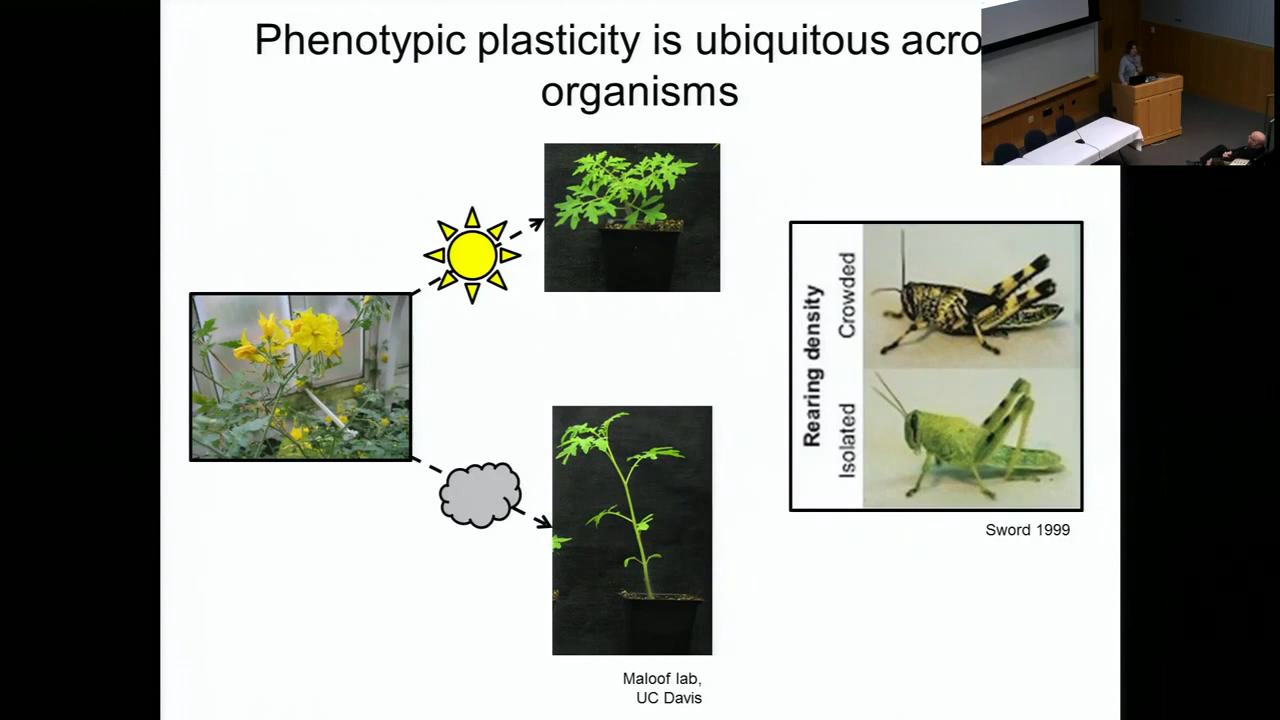 Phenotypic plasticity is ubiquitous acro
organisms
Rearing density
Crowded
Isolated
Sword 1999
Maloof lab,
UC Davis